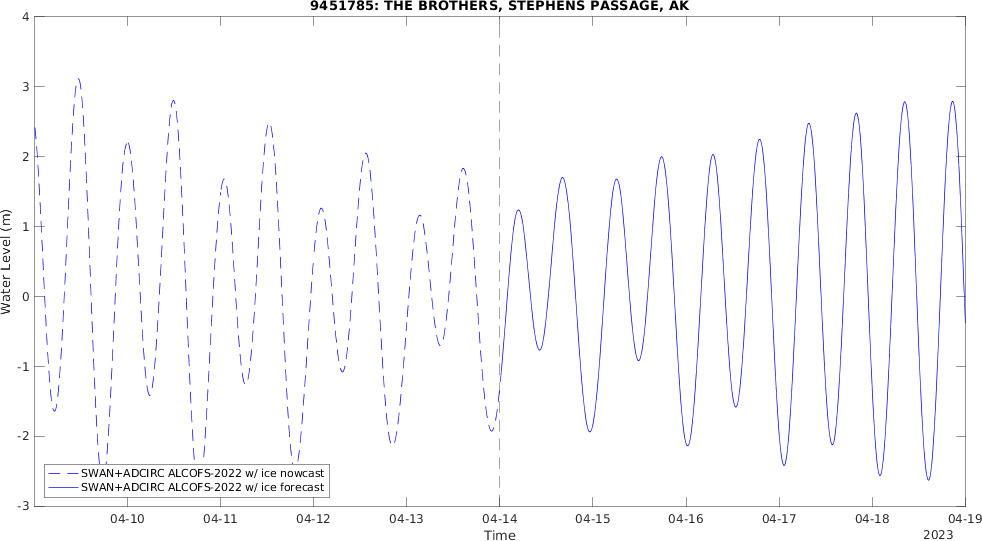 9451785: THE BROTHERS, STEPHENS PASSAGE, AK
Water Level (m)
4
3
2
1
0
-1
-2
-3
SWAN+ADCIRC ALCOFS-2022 w/ ice nowcast
SWAN+ADCIRC ALCOFS-2022 w/ ice forecast
04-10 04-11 04-12 04-13 04-14 04-15 04-16 04-17 04-18 04-19
Time
2023